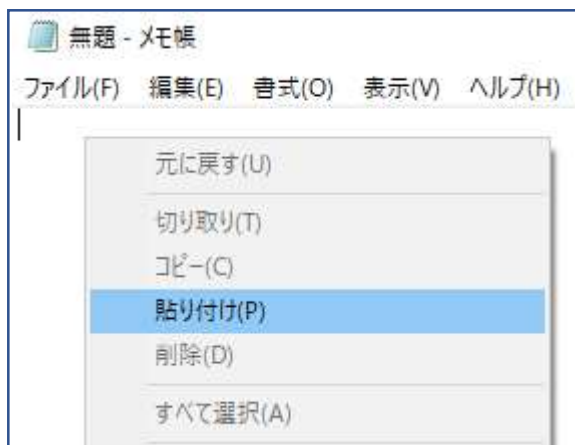 無題 - メモ帳
ファイル(F) 編集(E) 書式(O) 表示(V) ヘルプ(H)
元に戻す(U)
切り取り(T)
コピー(C)
貼り付け(P)
削除(D)
すべて選択(A)